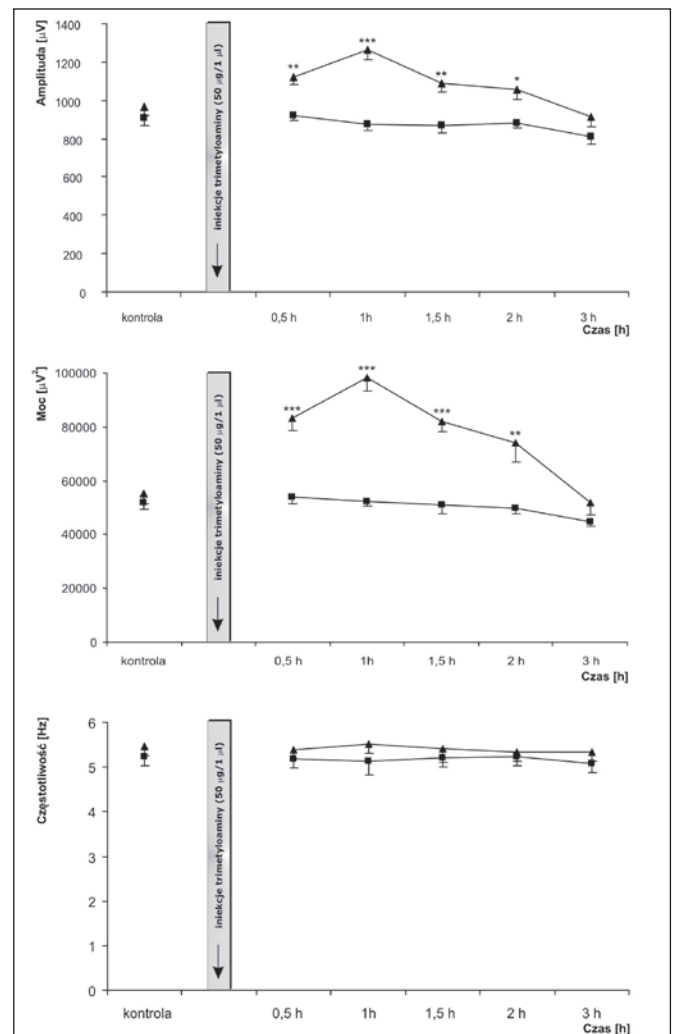 Amplituda [µV]
1400
1200
1000
800
600
400
200
0
iniekcje trimetyloaminy (50 µg/1 µl)
**
***
**
*
kontrola
0,5 h
1h
1,5 h
2 h
3 h
Czas [h]
Moc [µV²]
100000
80000
60000
40000
20000
0
iniekcje trimetyloaminy (50 µg/1 µl)
***
***
***
**
kontrola
0,5 h
1h
1,5 h
2 h
3 h
Czas [h]
Częstotliwość [Hz]
6
5
4
3
2
1
0
iniekcje trimetyloaminy (50 µg/1 µl)
kontrola
0,5 h
1h
1,5 h
2 h
3 h
Czas [h]